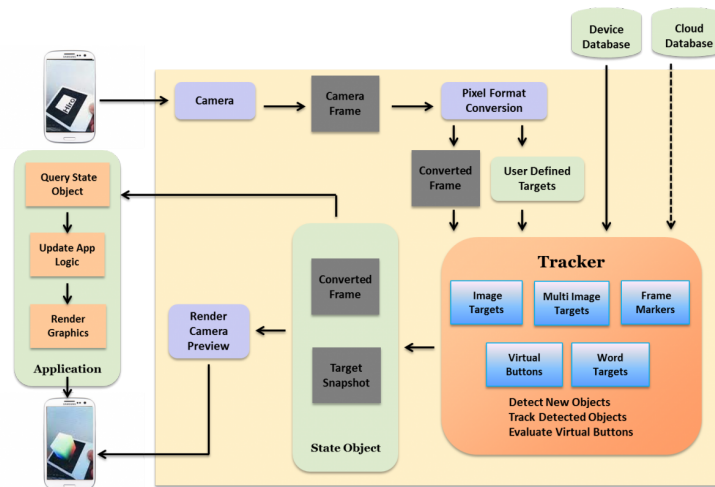 Device
Database
Cloud
Database
Hiro
Camera
Camera
Frame
Pixel Format
Conversion
Query State
Object
Converted
Frame
User Defined
Targets
Update App
Logic
Render
Graphics
Application
Converted
Frame
Target
Snapshot
State Object
Render
Camera
Preview
Tracker
Image
Targets
Multi Image
Targets
Frame
Markers
Virtual
Buttons
Word
Targets
Detect New Objects
Track Detected Objects
Evaluate Virtual Buttons